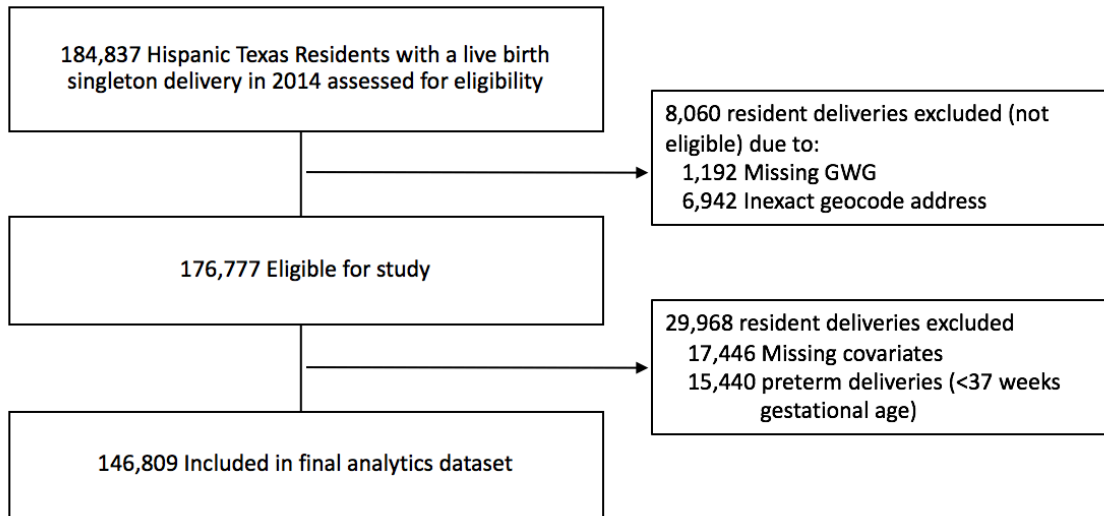 184,837 Hispanic Texas Residents with a live birth
singleton delivery in 2014 assessed for eligibility
8,060 resident deliveries excluded (not
eligible) due to:
1,192 Missing GWG
6,942 Inexact geocode address
176,777 Eligible for study
29,968 resident deliveries excluded
17,446 Missing covariates
15,440 preterm deliveries (<37 weeks
gestational age)
146,809 Included in final analytics dataset